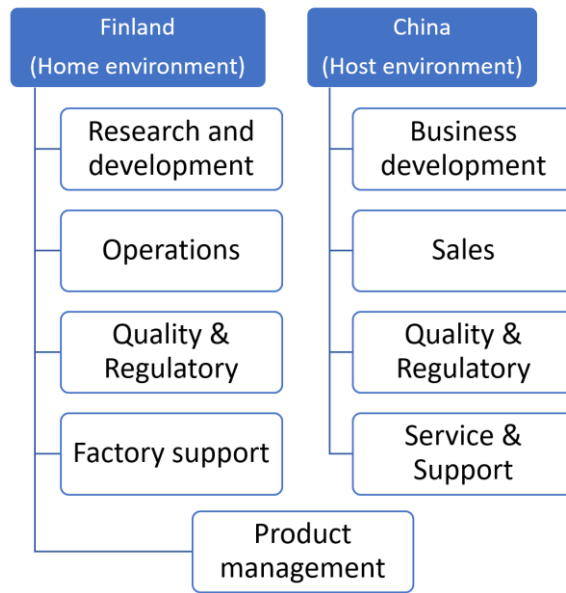 Finland
(Home environment)
Research and
development
Operations
Quality &
Regulatory
Factory support
Product
management
China
(Host environment)
Business
development
Sales
Quality &
Regulatory
Service &
Support